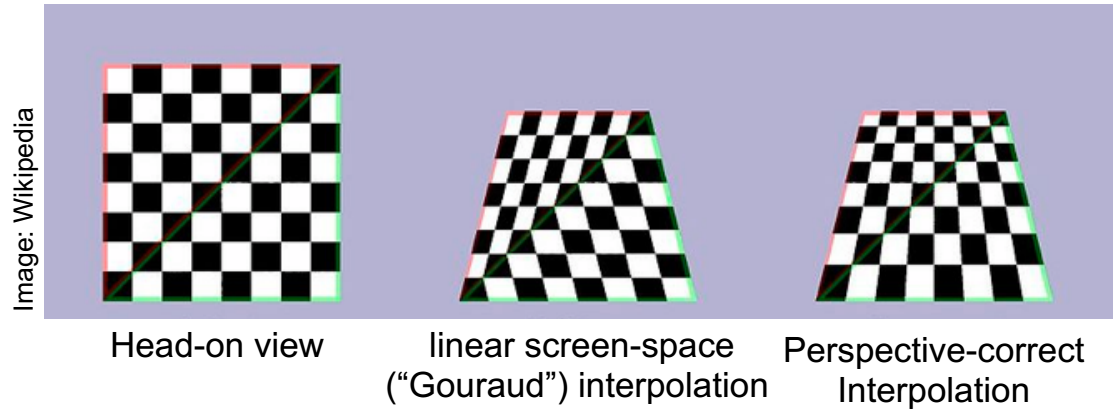 Image: Wikipedia
Head-on view
linear screen-space
(“Gouraud”) interpolation
Perspective-correct
Interpolation